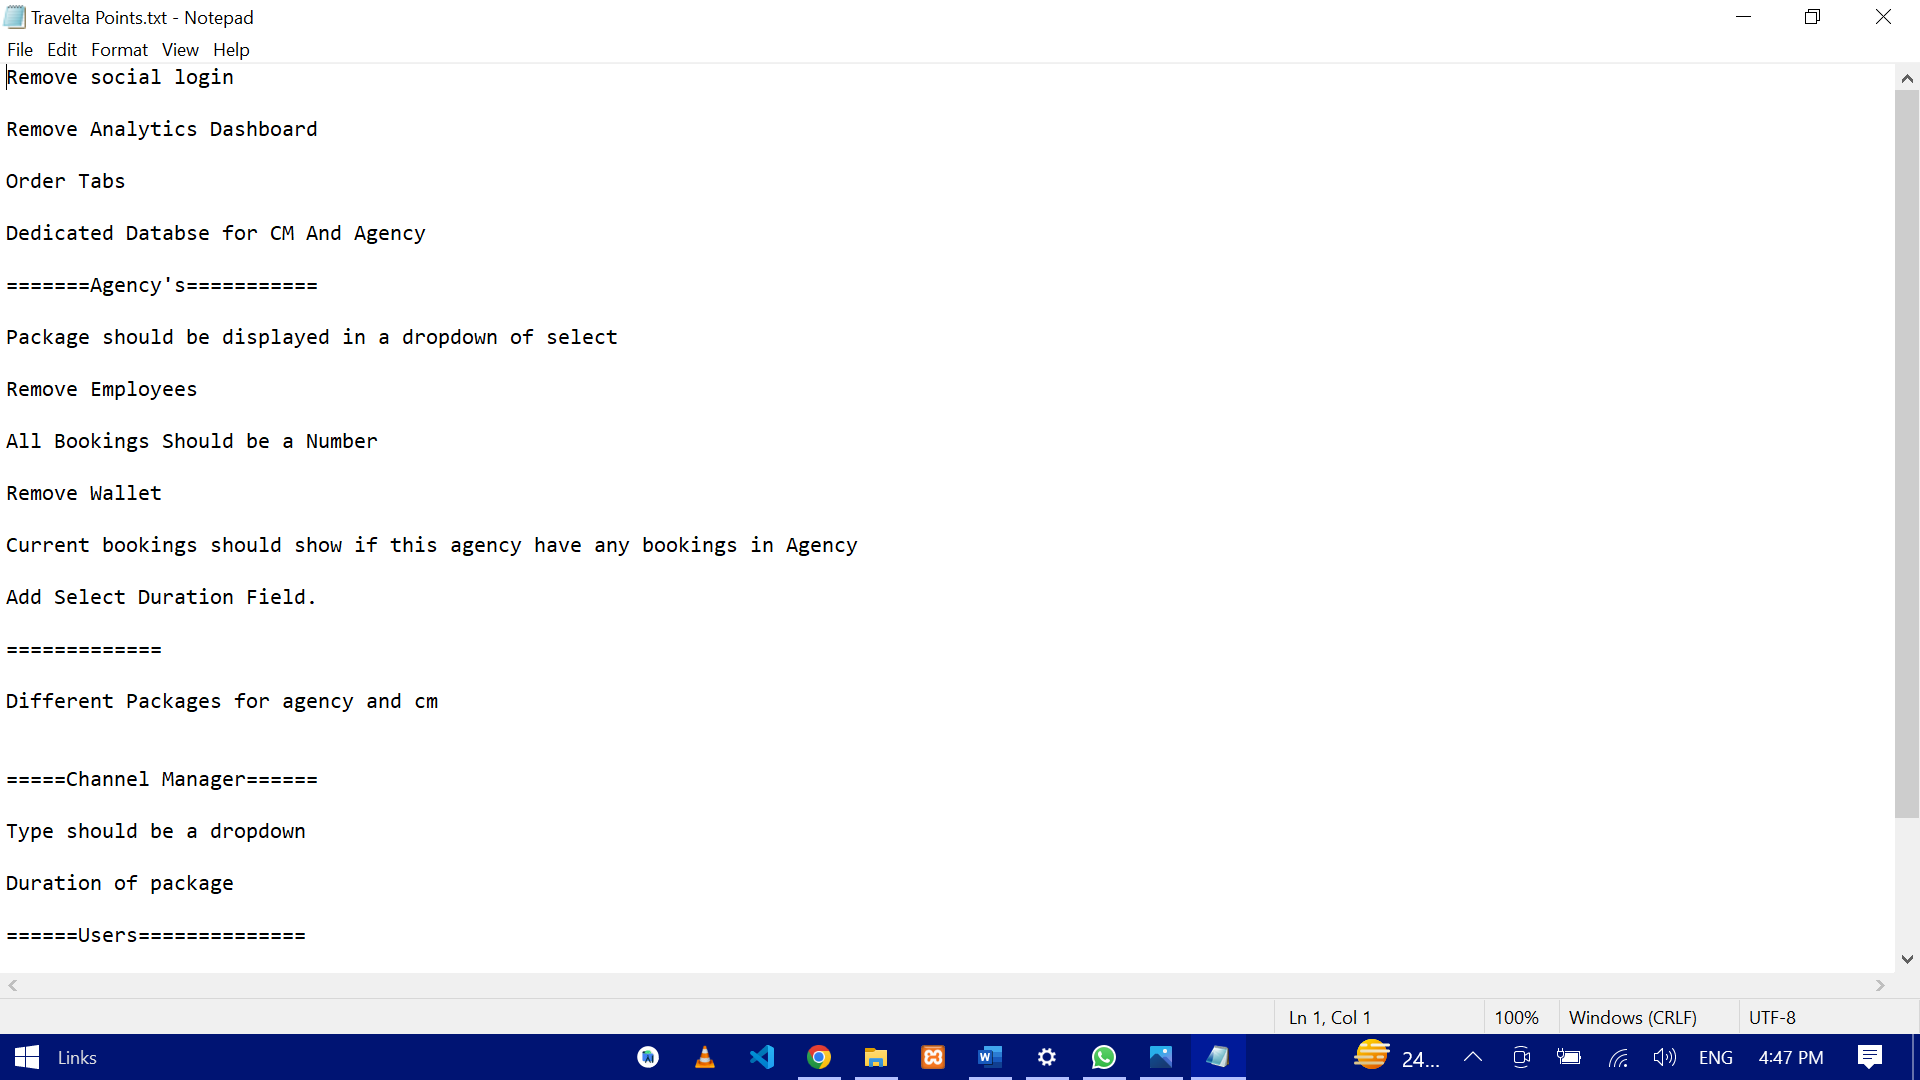 Travelta Points.txt - Notepad
File Edit Format View Help
Remove social login
Remove Analytics Dashboard
Order Tabs
Dedicated Databse for CM And Agency
=======Agency's===========
Package should be displayed in a dropdown of select
Remove Employees
All Bookings Should be a Number
Remove Wallet
Current bookings should show if this agency have any bookings in Agency
Add Select Duration Field.
=============
Different Packages for agency and cm
=====Channel Manager======
Type should be a dropdown
Duration of package
======Users==============
Ln 1, Col 1 100% Windows (CRLF) UTF-8
Links 24... ENG 4:47 PM